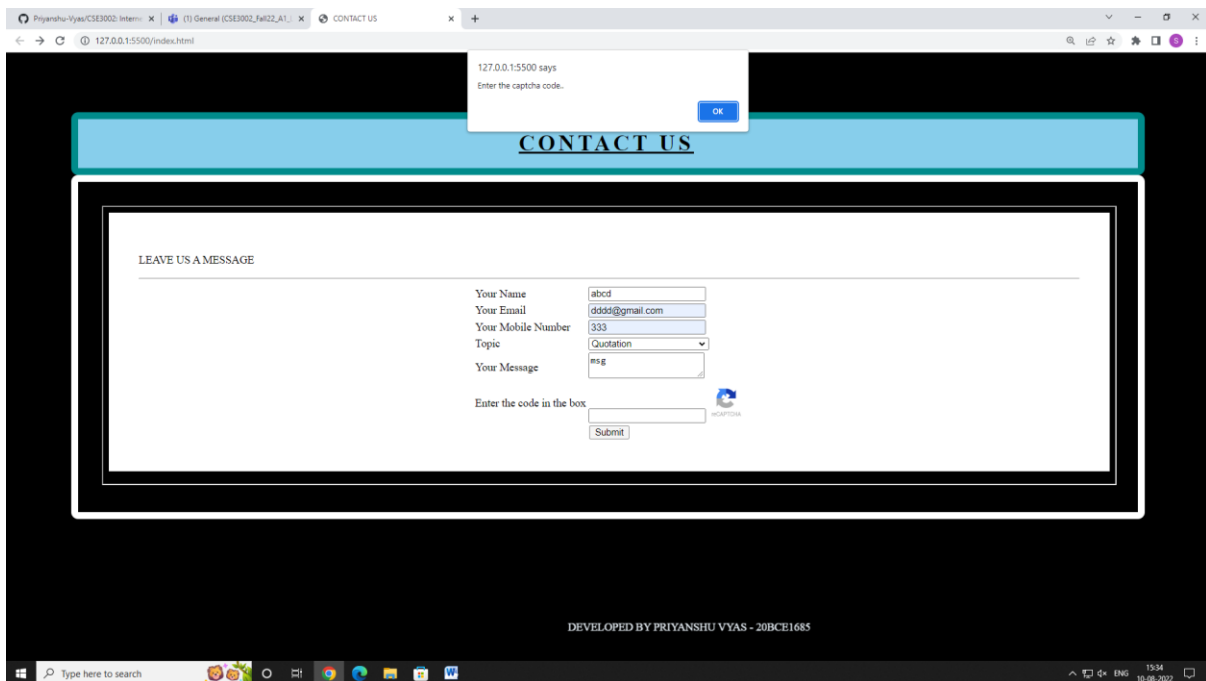 Priyanshu-Vyas/CSE3002: Interne
(1) General (CSE3002_Fall22_A1_
CONTACT US
127.0.0.1:5500/index.html
S
127.0.0.1:5500 says
Enter the captcha code..
OK
CONTACT US
LEAVE US A MESSAGE
Your Name abcd
Your Email dddd@gmail.com
Your Mobile Number 333
Topic Quotation
Your Message msg
Enter the code in the box
reCAPTCHA
Submit
DEVELOPED BY PRIYANSHU VYAS - 20BCE1685
Type here to search
W
ENG
15:34
10-08-2022